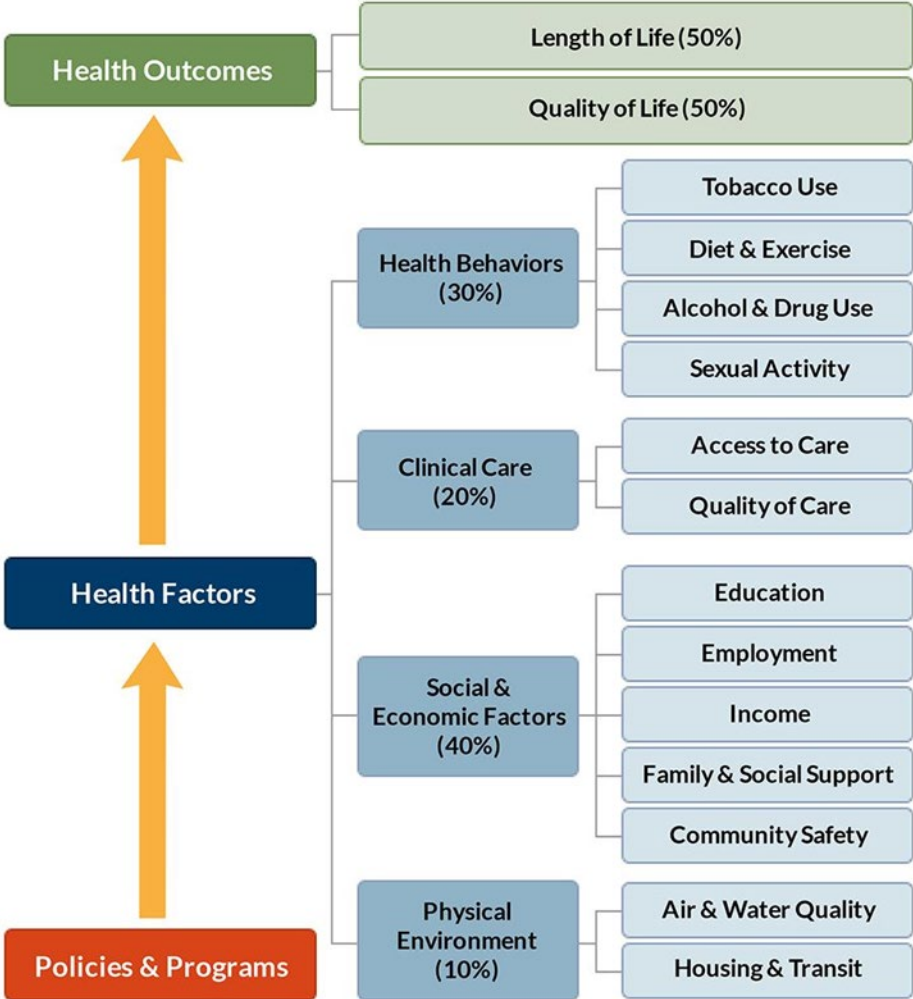 Health Outcomes
Length of Life (50%)
Quality of Life (50%)
Health Factors
Health Behaviors
(30%)
Tobacco Use
Diet & Exercise
Alcohol & Drug Use
Sexual Activity
Clinical Care
(20%)
Access to Care
Quality of Care
Social &
Economic Factors
(40%)
Education
Employment
Income
Family & Social Support
Community Safety
Physical
Environment
(10%)
Air & Water Quality
Housing & Transit
Policies & Programs